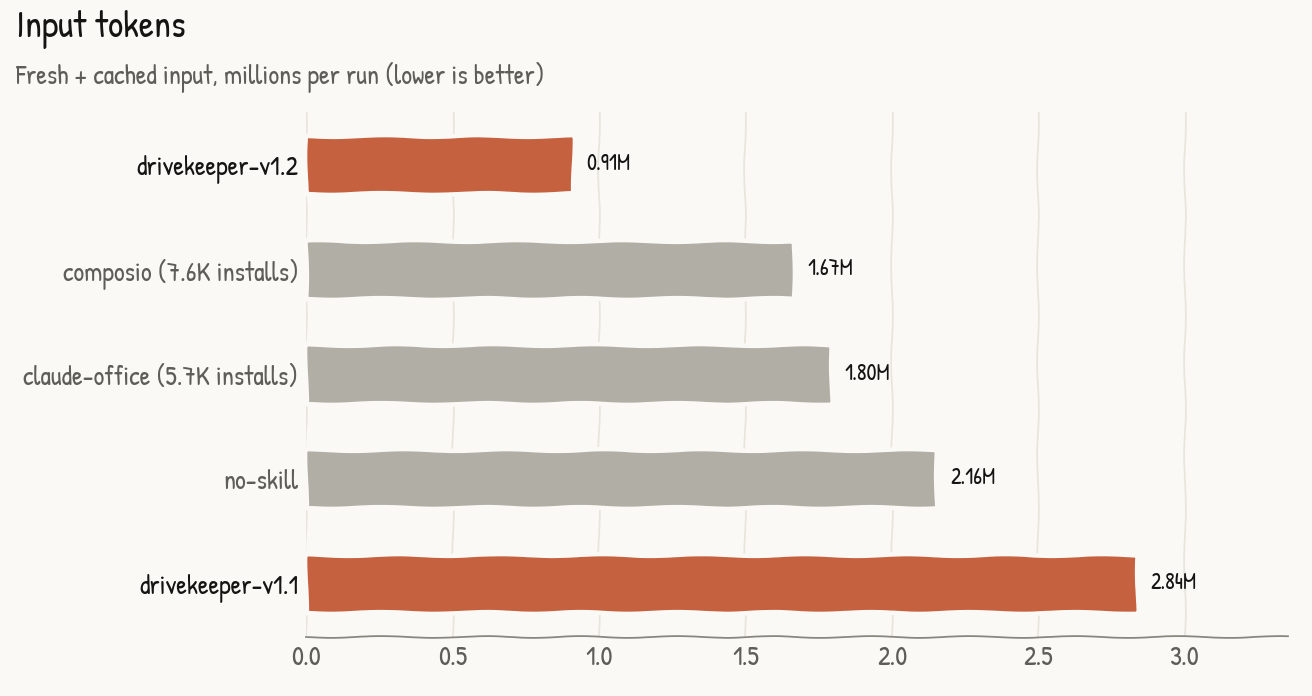 Input tokens
Fresh + cached input, millions per run (lower is better)
drivekeeper-v1.2
0.91M
composio (7.6K installs)
1.67M
claude-office (5.7K installs)
1.80M
no-skill
2.16M
drivekeeper-v1.1
2.84M
0.0 0.5 1.0 1.5 2.0 2.5 3.0